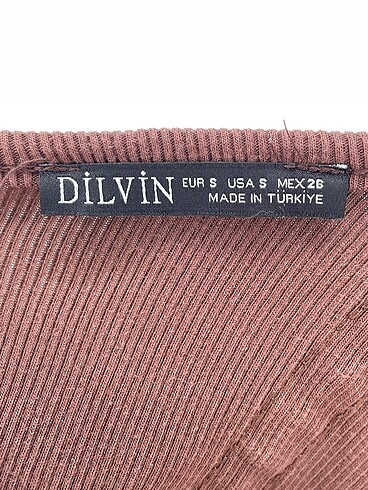 DİLVİN
EUR S USA S MEX 26
MADE IN TÜRKİYE